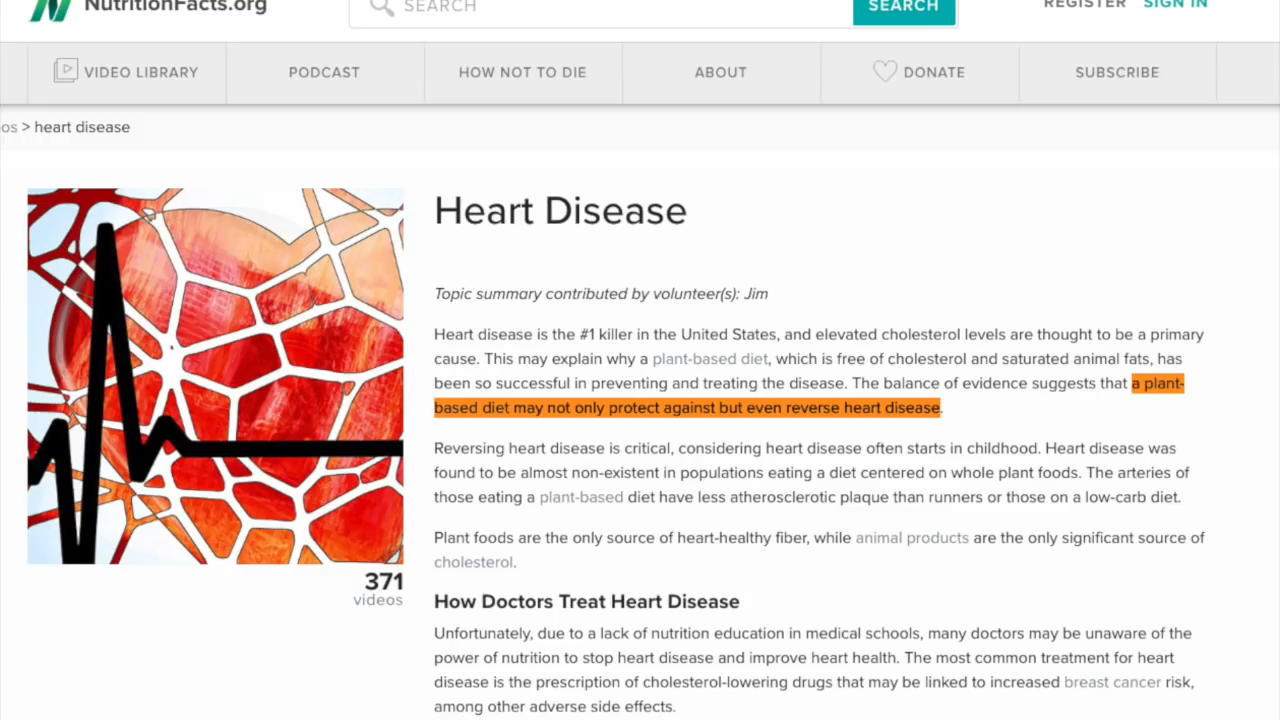 NutritionFacts.org
SEARCH
SEARCH
REGISTER SIGN IN
VIDEO LIBRARY
PODCAST
HOW NOT TO DIE
ABOUT
DONATE
SUBSCRIBE
os > heart disease
Heart Disease
Topic summary contributed by volunteer(s): Jim
Heart disease is the #1 killer in the United States, and elevated cholesterol levels are thought to be a primary
cause. This may explain why a plant-based diet, which is free of cholesterol and saturated animal fats, has
been so successful in preventing and treating the disease. The balance of evidence suggests that a plant-
based diet may not only protect against but even reverse heart disease.
Reversing heart disease is critical, considering heart disease often starts in childhood. Heart disease was
found to be almost non-existent in populations eating a diet centered on whole plant foods. The arteries of
those eating a plant-based diet have less atherosclerotic plaque than runners or those on a low-carb diet.
Plant foods are the only source of heart-healthy fiber, while animal products are the only significant source of
cholesterol.
371
videos
How Doctors Treat Heart Disease
Unfortunately, due to a lack of nutrition education in medical schools, many doctors may be unaware of the
power of nutrition to stop heart disease and improve heart health. The most common treatment for heart
disease is the prescription of cholesterol-lowering drugs that may be linked to increased breast cancer risk,
among other adverse side effects.